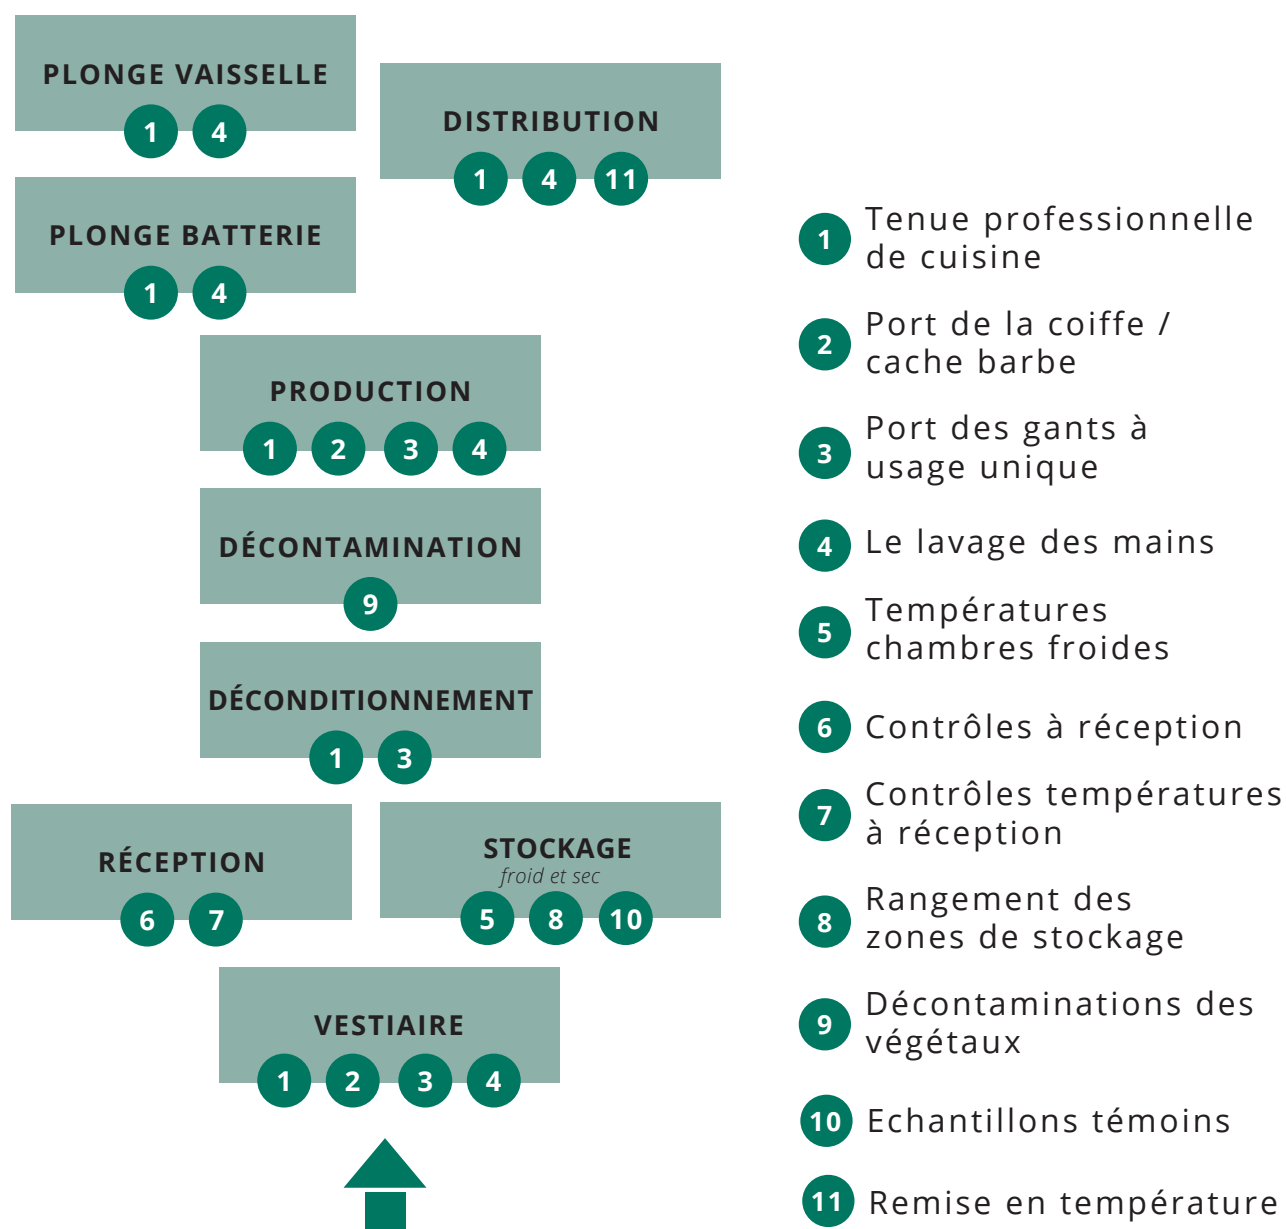 PLONGE VAISSELLE
1 4
DISTRIBUTION
1 4 11
PLONGE BATTERIE
1 4
PRODUCTION
1 2 3 4
DÉCONTAMINATION
9
DÉCONDITIONNEMENT
1 3
RÉCEPTION
6 7
STOCKAGE
froid et sec
5 8 10
VESTIAIRE
1 2 3 4
1 Tenue professionnelle
de cuisine
2 Port de la coiffe /
cache barbe
3 Port des gants à
usage unique
4 Le lavage des mains
5 Températures
chambres froides
6 Contrôles à réception
7 Contrôles températures
à réception
8 Rangement des
zones de stockage
9 Décontaminations des
végétaux
10 Echantillons témoins
11 Remise en température